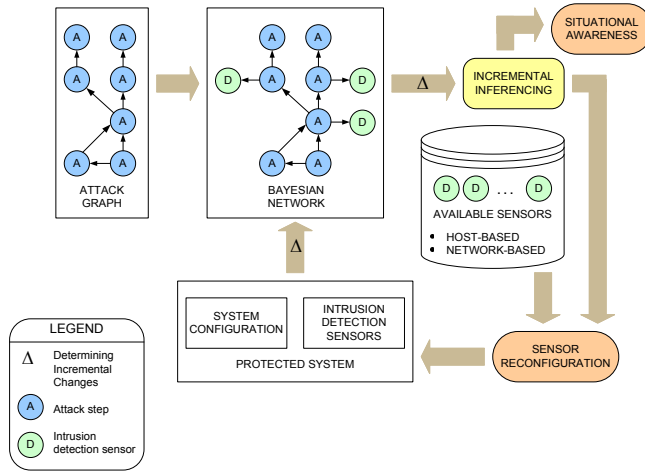 A
A
A
A
A
A
A
ATTACK
GRAPH
A
A
D
A
A
D
A
D
A
A
BAYESIAN
NETWORK
Δ
INCREMENTAL
INFERENCING
SITUATIONAL
AWARENESS
D
D
...
D
AVAILABLE SENSORS
• HOST-BASED
• NETWORK-BASED
Δ
SYSTEM
CONFIGURATION
INTRUSION
DETECTION
SENSORS
PROTECTED SYSTEM
SENSOR
RECONFIGURATION
LEGEND
Δ Determining
Incremental
Changes
A Attack step
D Intrusion
detection sensor